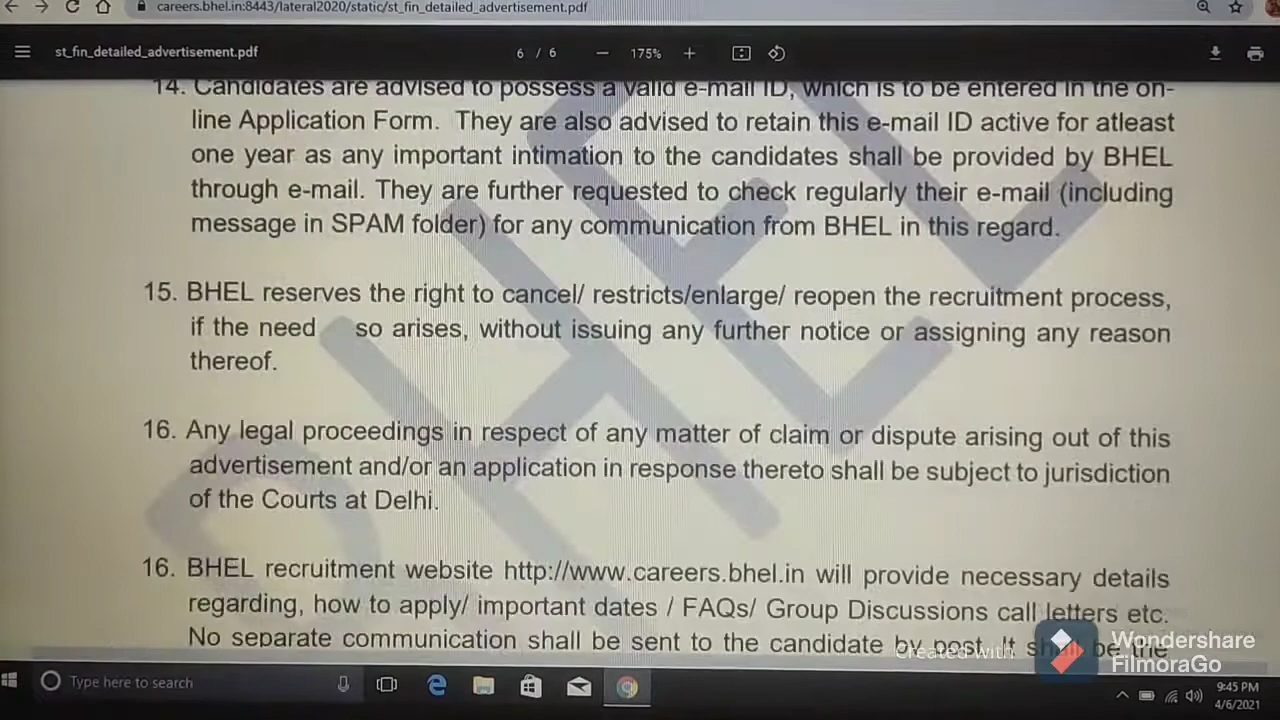 careers.bhel.in:8443/lateral2020/static/st_fin_detailed_advertisement.pdf
st_fin_detailed_advertisement.pdf
6 / 6
175%
14. Candidates are advised to possess a valid e-mail ID, which is to be entered in the on-
line Application Form. They are also advised to retain this e-mail ID active for atleast
one year as any important intimation to the candidates shall be provided by BHEL
through e-mail. They are further requested to check regularly their e-mail (including
message in SPAM folder) for any communication from BHEL in this regard.
15. BHEL reserves the right to cancel/ restricts/enlarge/ reopen the recruitment process,
if the need so arises, without issuing any further notice or assigning any reason
thereof.
16. Any legal proceedings in respect of any matter of claim or dispute arising out of this
advertisement and/or an application in response thereto shall be subject to jurisdiction
of the Courts at Delhi.
16. BHEL recruitment website http://www.careers.bhel.in will provide necessary details
regarding, how to apply/ important dates / FAQs/ Group Discussions call letters etc.
No separate communication shall be sent to the candidate by post. It shall be the
BHEL
Created with
Wondershare
FilmoraGo
Type here to search
9:45 PM
4/6/2021